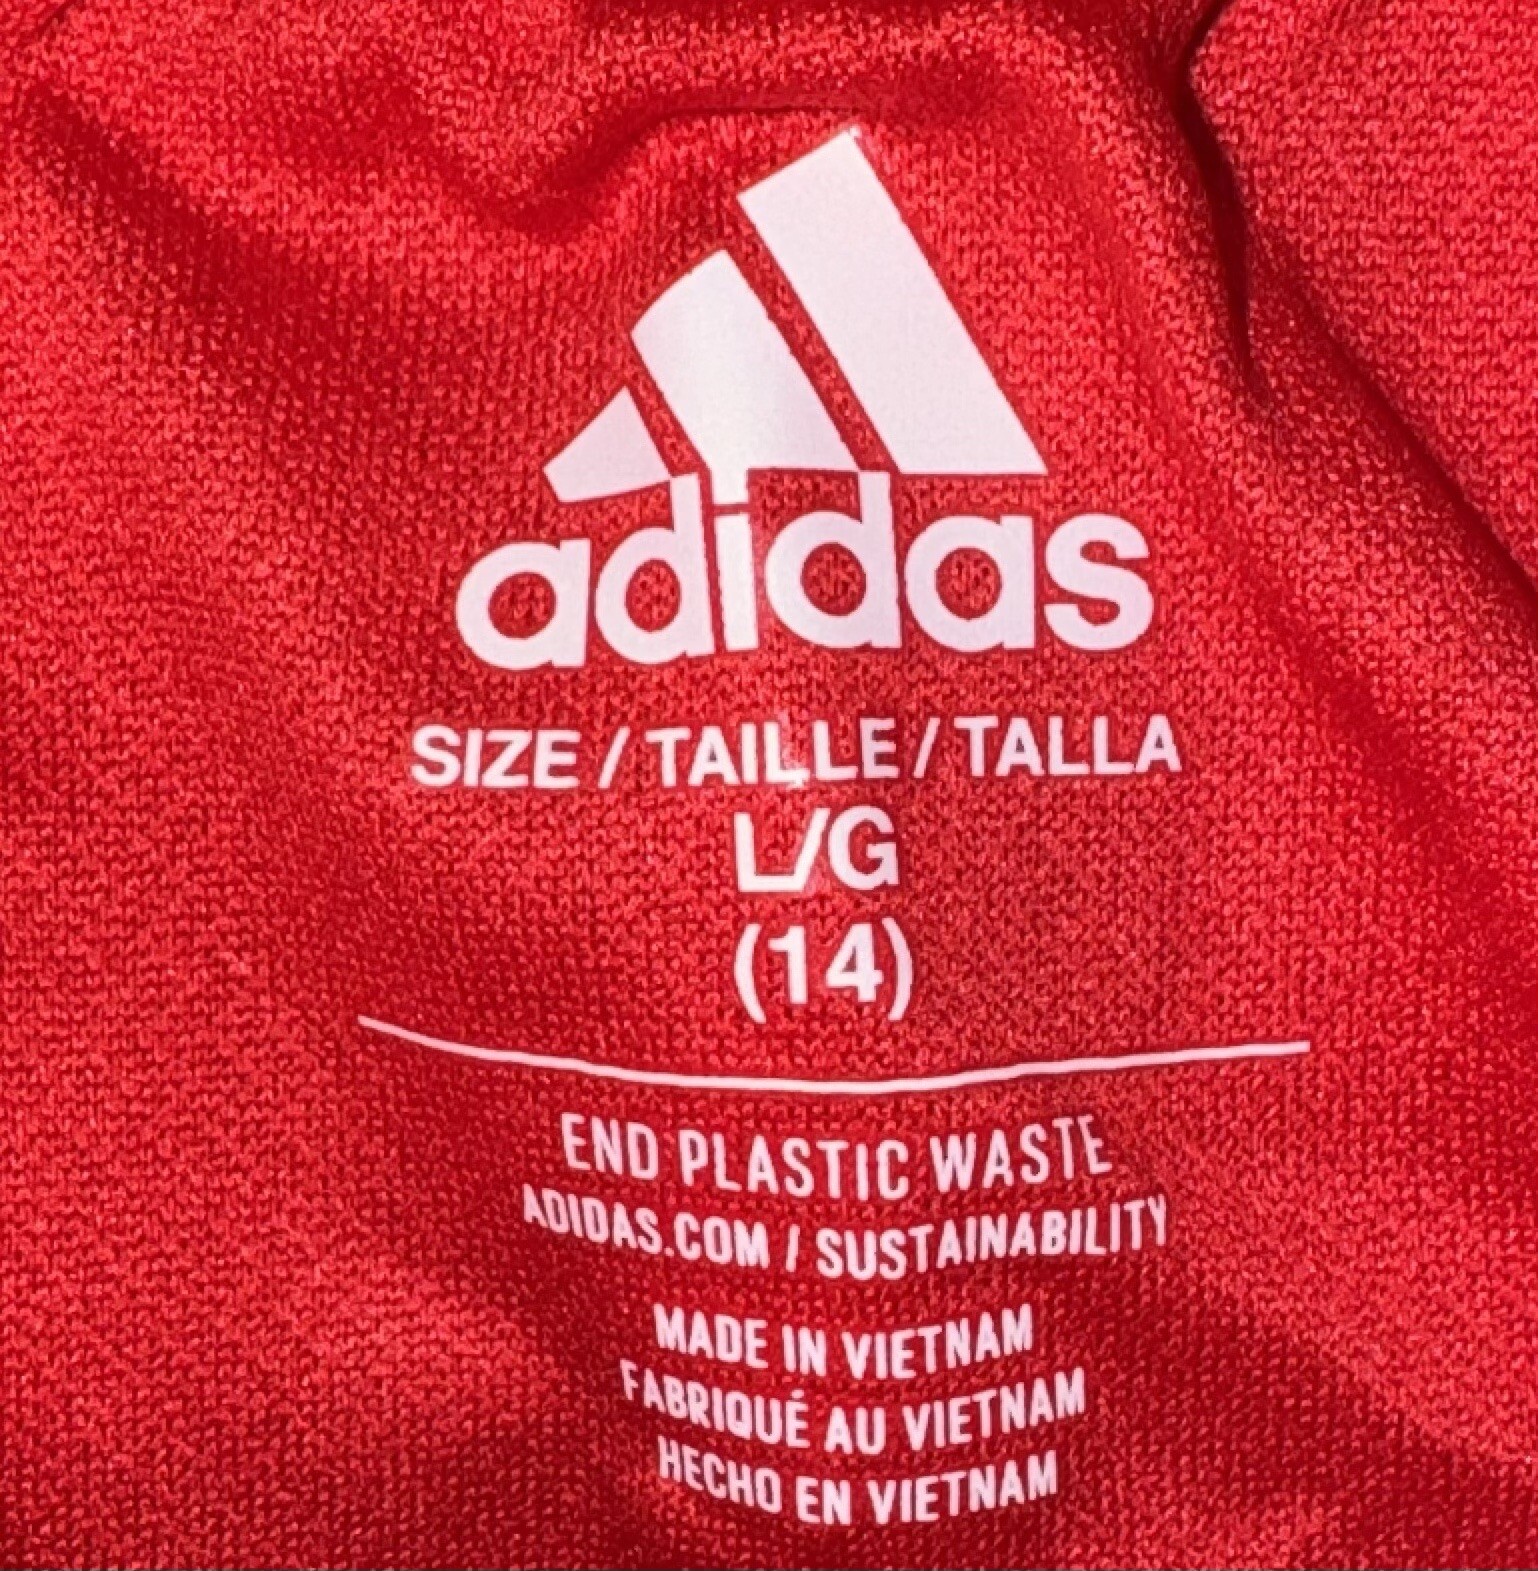 adidas
SIZE / TAILLE / TALLA
L/G
(14)
END PLASTIC WASTE
ADIDAS.COM / SUSTAINABILITY
MADE IN VIETNAM
FABRIQUÉ AU VIETNAM
HECHO EN VIETNAM